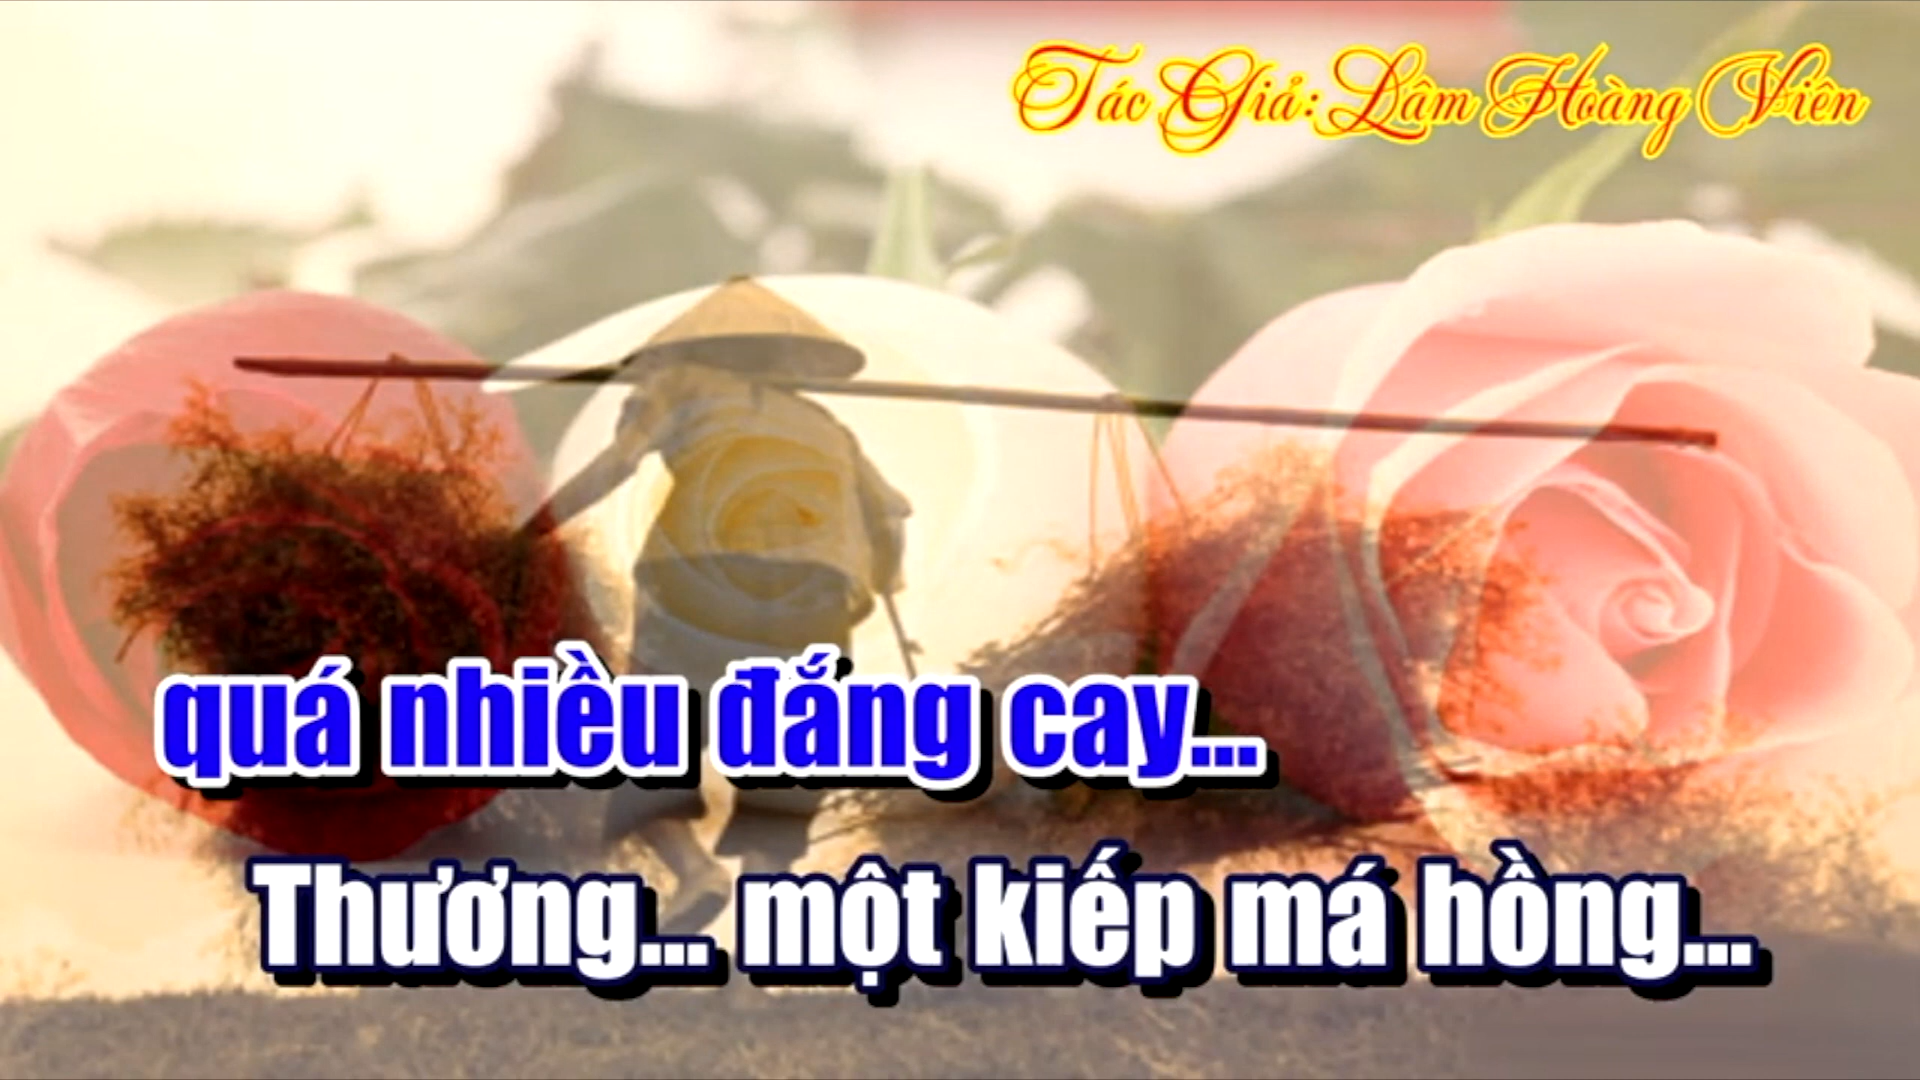 Tác Giả: Lâm Hoàng Viên
quá nhiều đắng cay...
Thương... một kiếp má hồng...